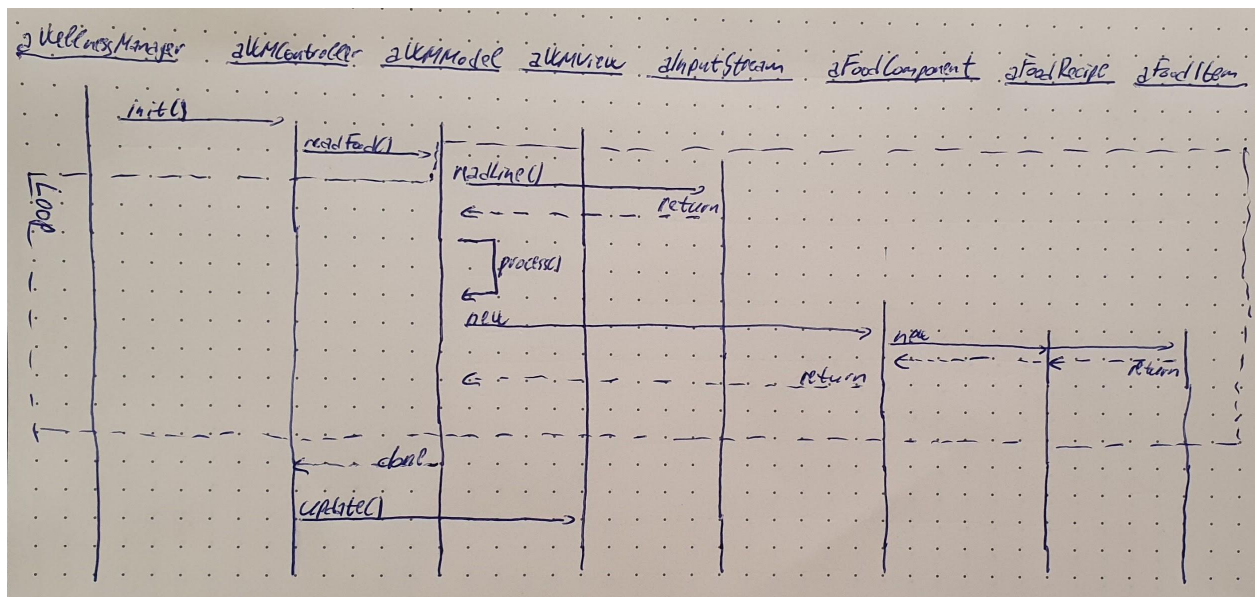 aWellnessManager aWMController aWMModel aWMView aInputStream aFoodComponent aFoodRecipe aFoodItem
init()
readFood()
readLine()
return
Loop
process()
new
new
return
return
done
update()